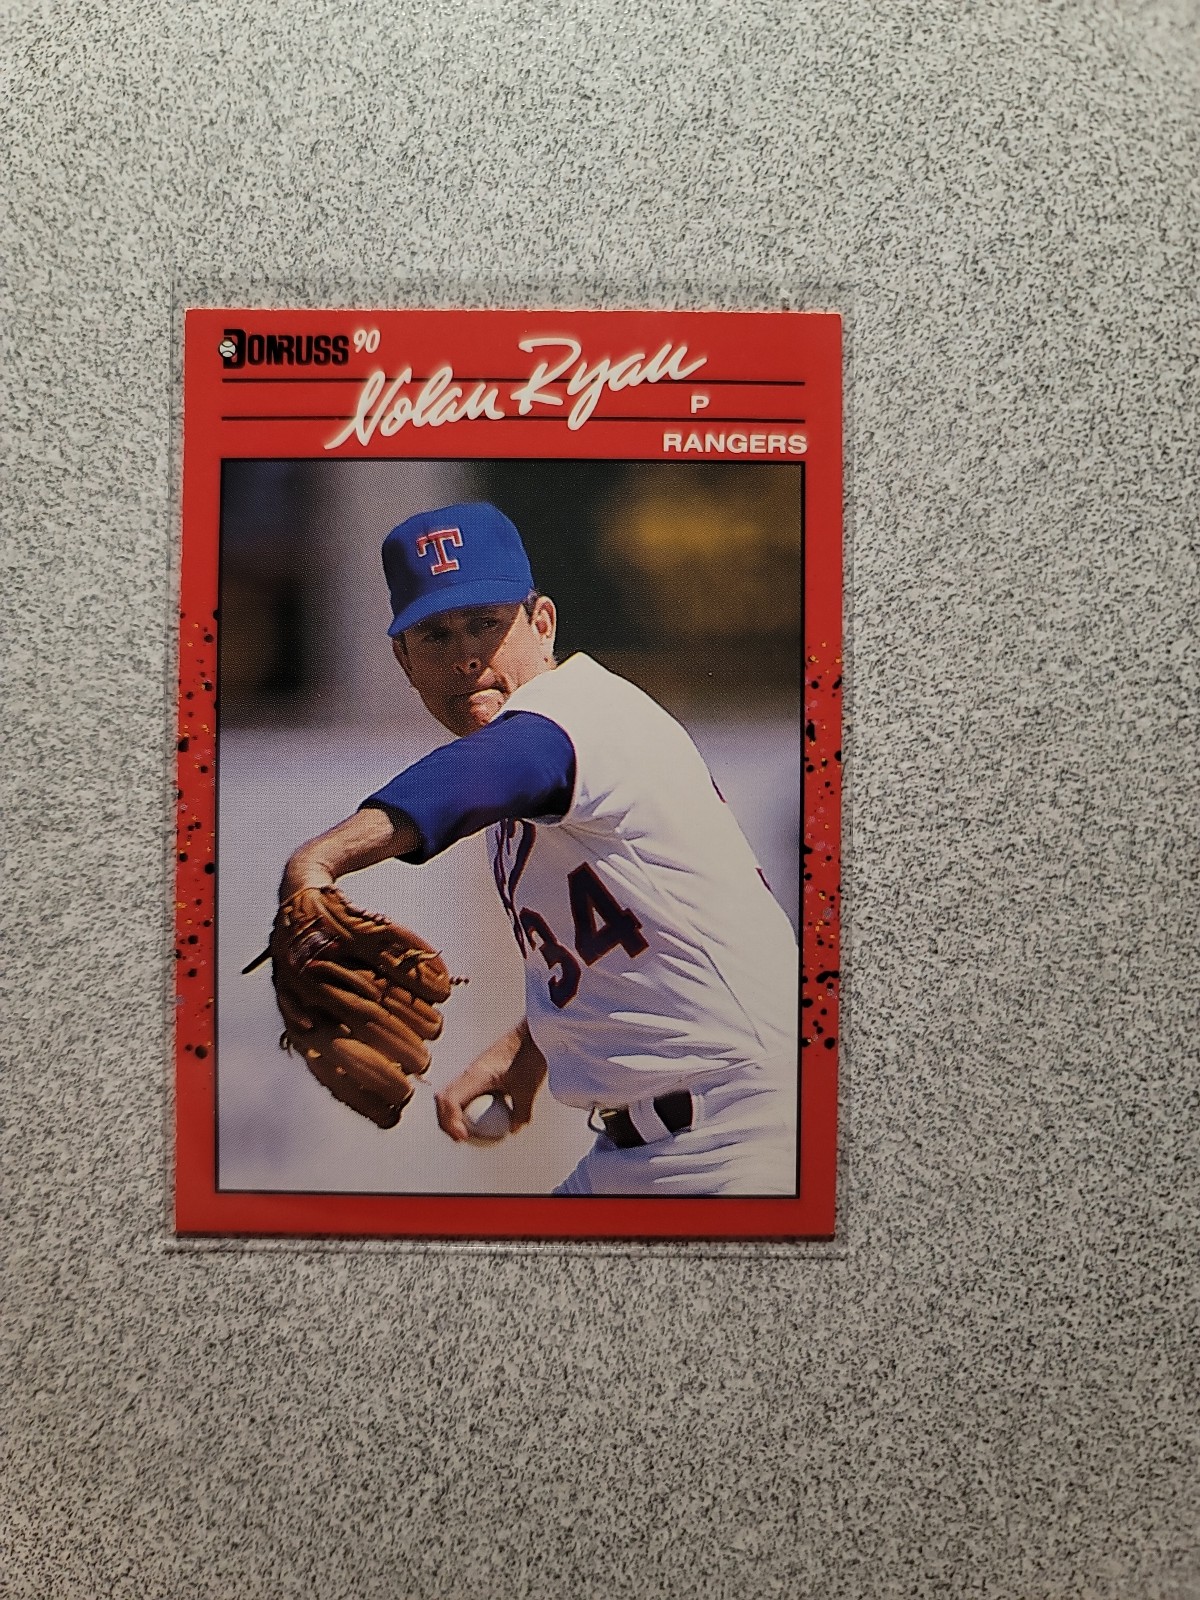 DONRUSS 90
Nolan Ryan
P
RANGERS
T
34